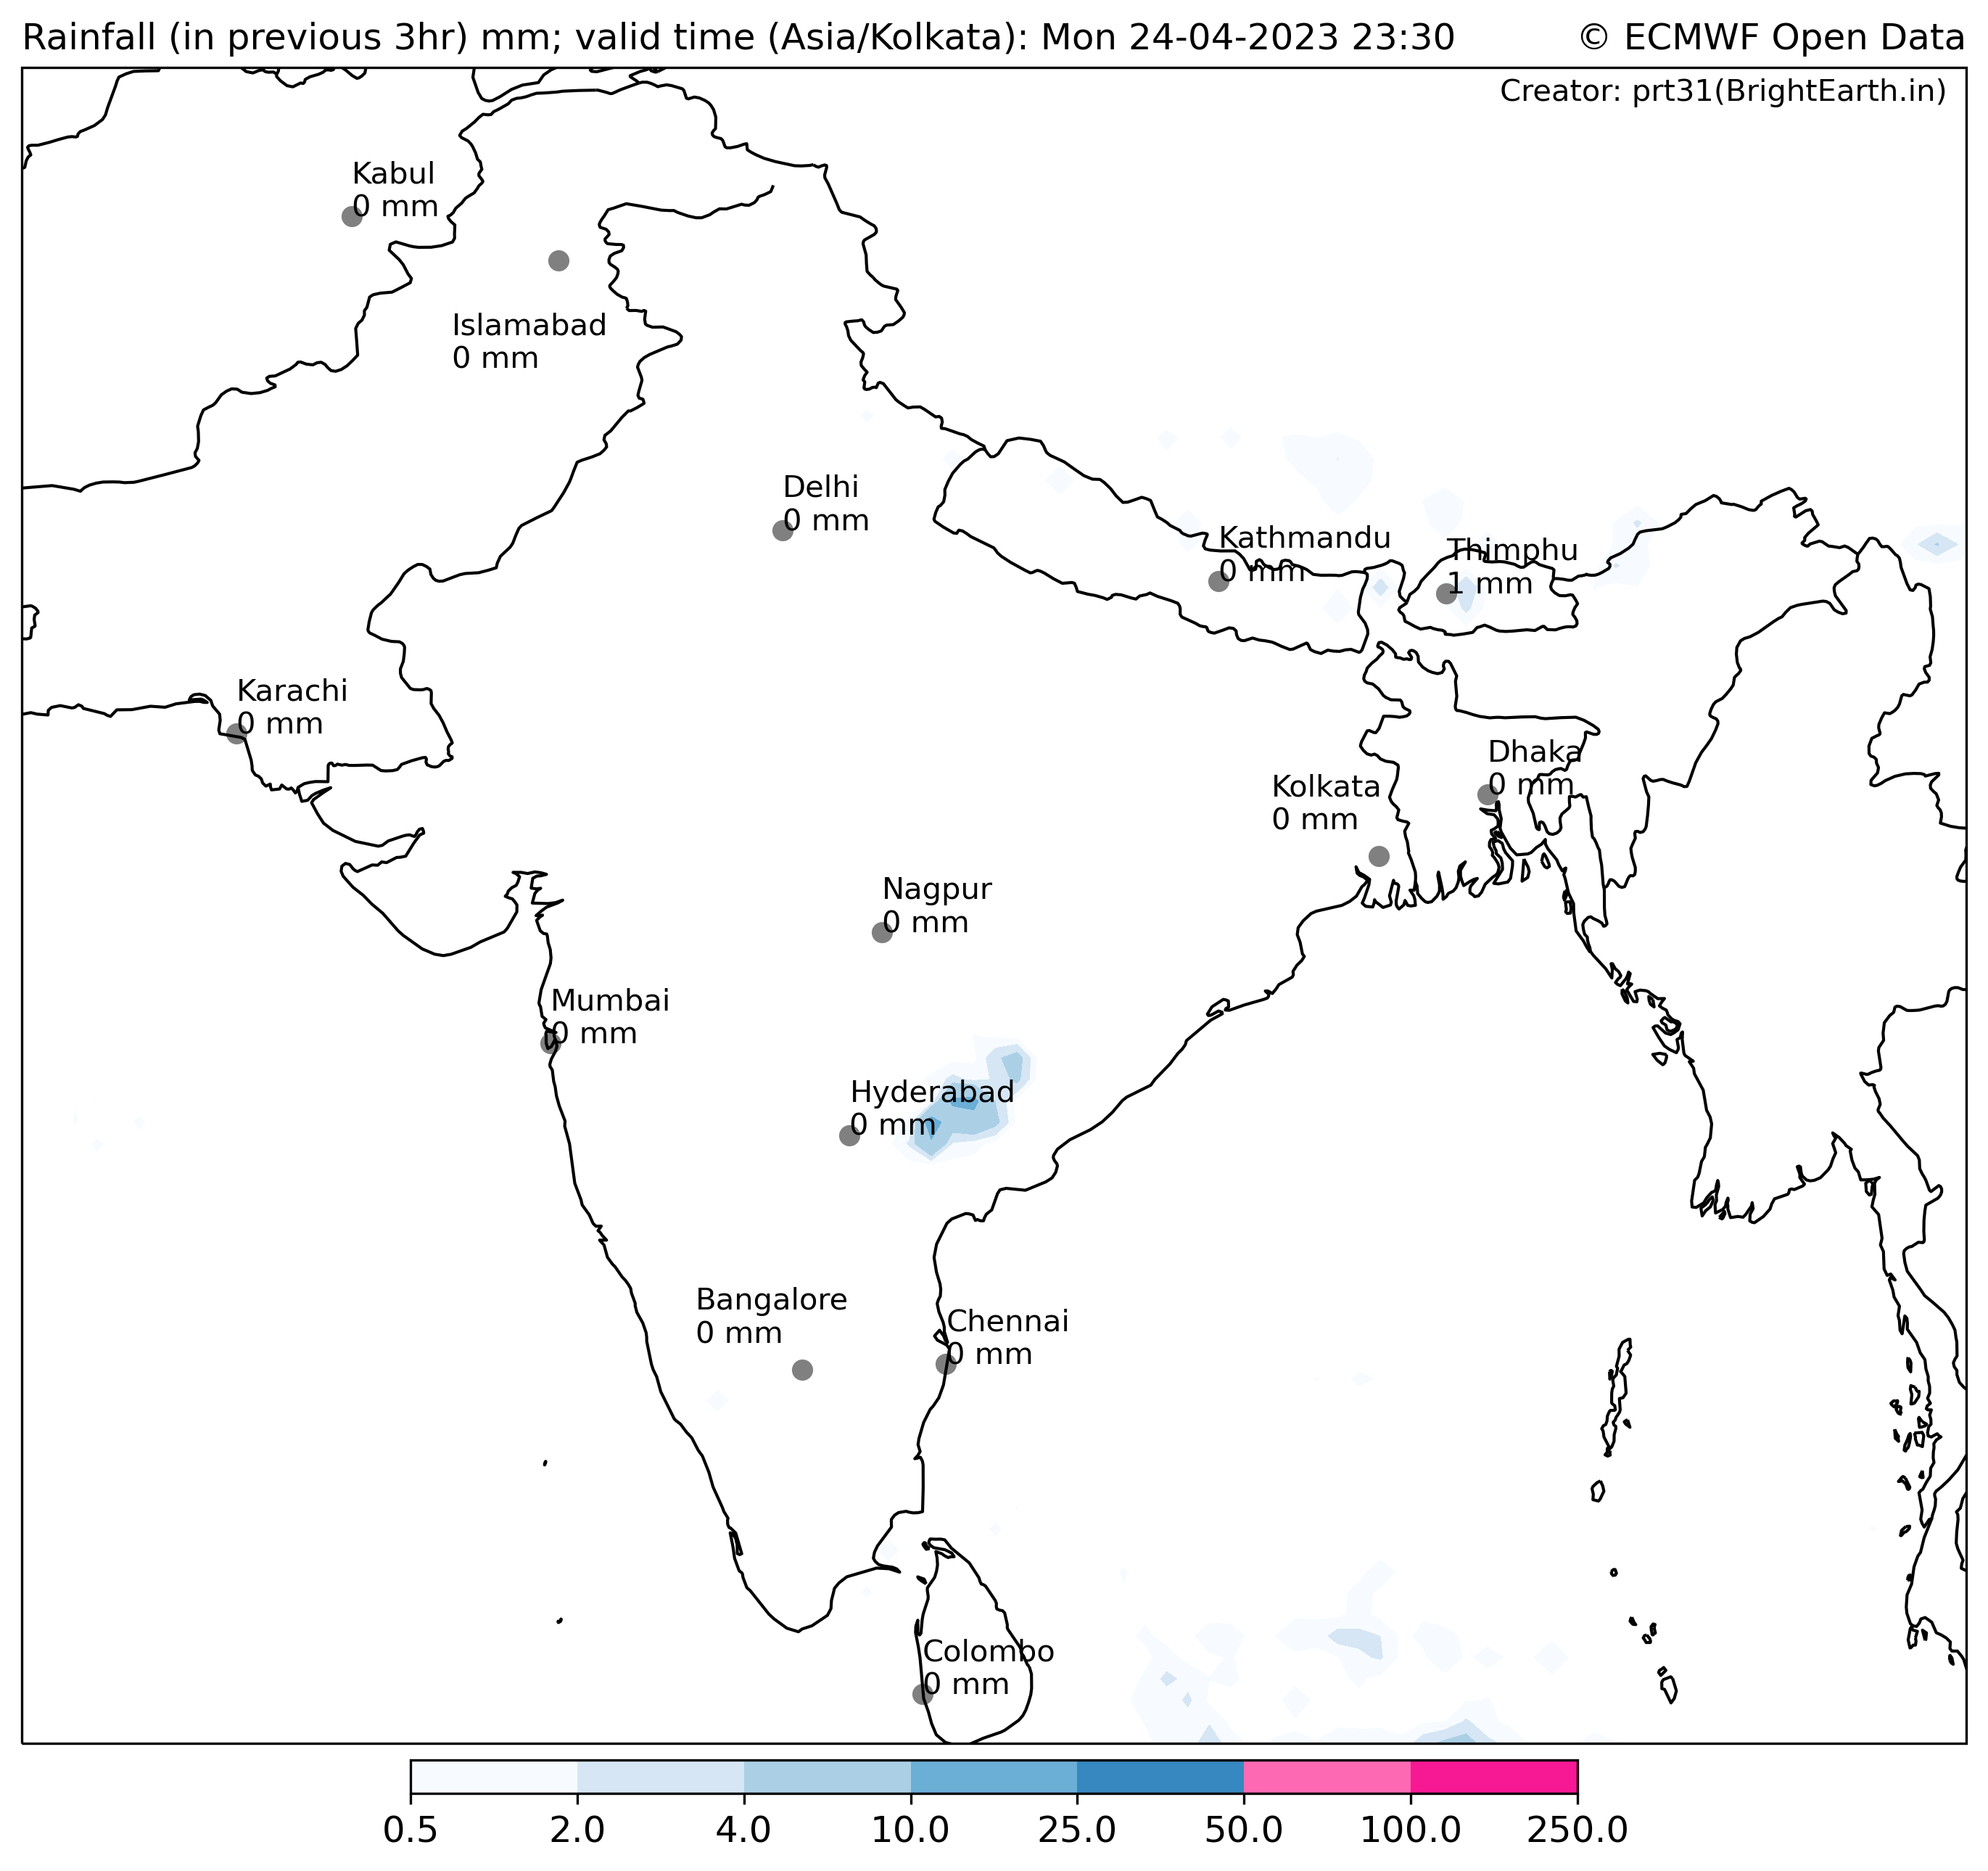 Rainfall (in previous 3hr) mm; valid time (Asia/Kolkata): Mon 24-04-2023 23:30
© ECMWF Open Data
Creator: prt31(BrightEarth.in)
Kabul
0 mm
Islamabad
0 mm
Delhi
0 mm
Kathmandu
0 mm
Thimphu
1 mm
Karachi
0 mm
Dhaka
0 mm
Kolkata
0 mm
Nagpur
0 mm
Mumbai
0 mm
Hyderabad
0 mm
Bangalore
0 mm
Chennai
0 mm
Colombo
0 mm
0.5 2.0 4.0 10.0 25.0 50.0 100.0 250.0